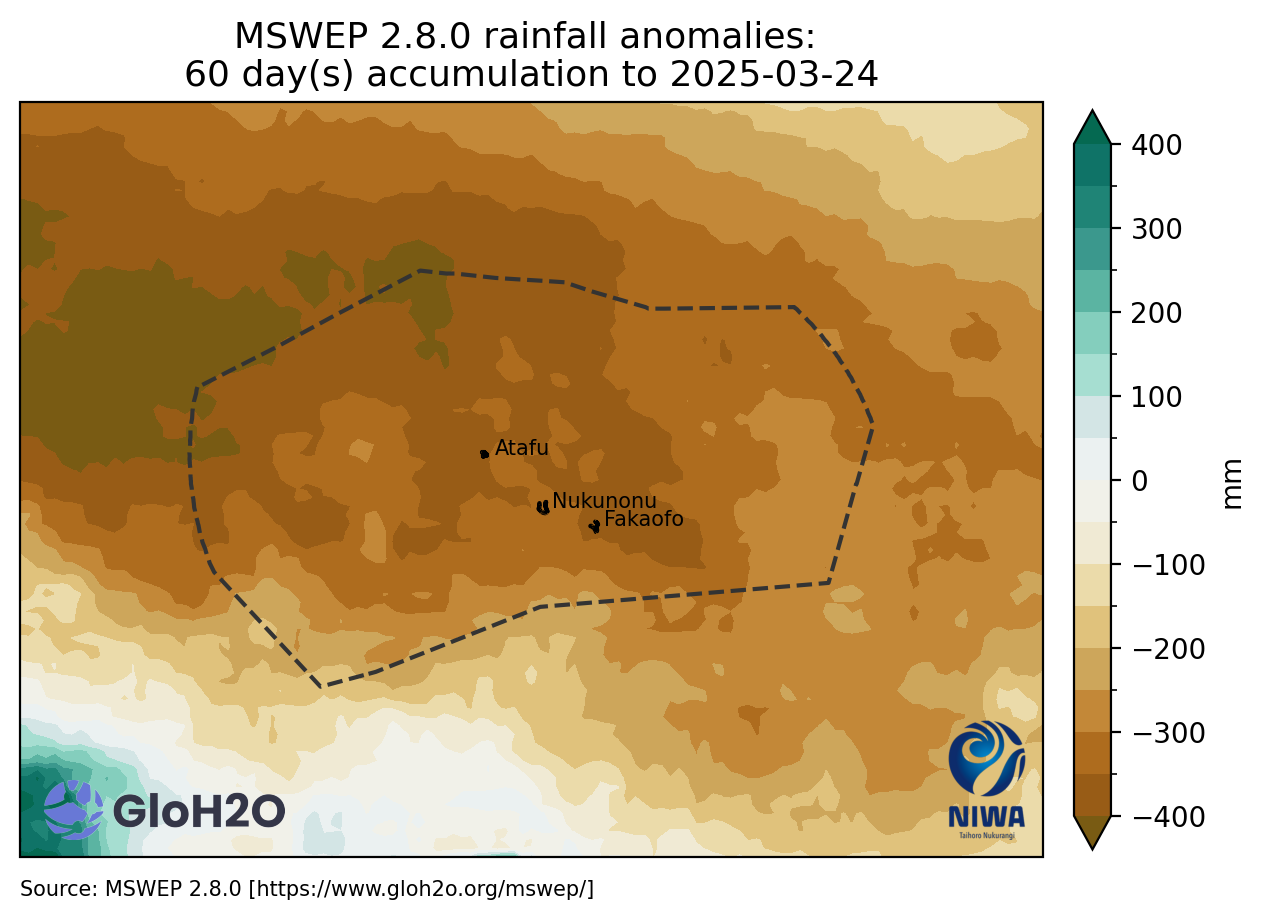 MSWEP 2.8.0 rainfall anomalies:
60 day(s) accumulation to 2025-03-24
400
300
200
100
0
−100
−200
−300
−400
mm
Atafu
Nukunonu
Fakaofo
GloH2O
NIWA
Taihoro Nukurangi
Source: MSWEP 2.8.0 [https://www.gloh2o.org/mswep/]